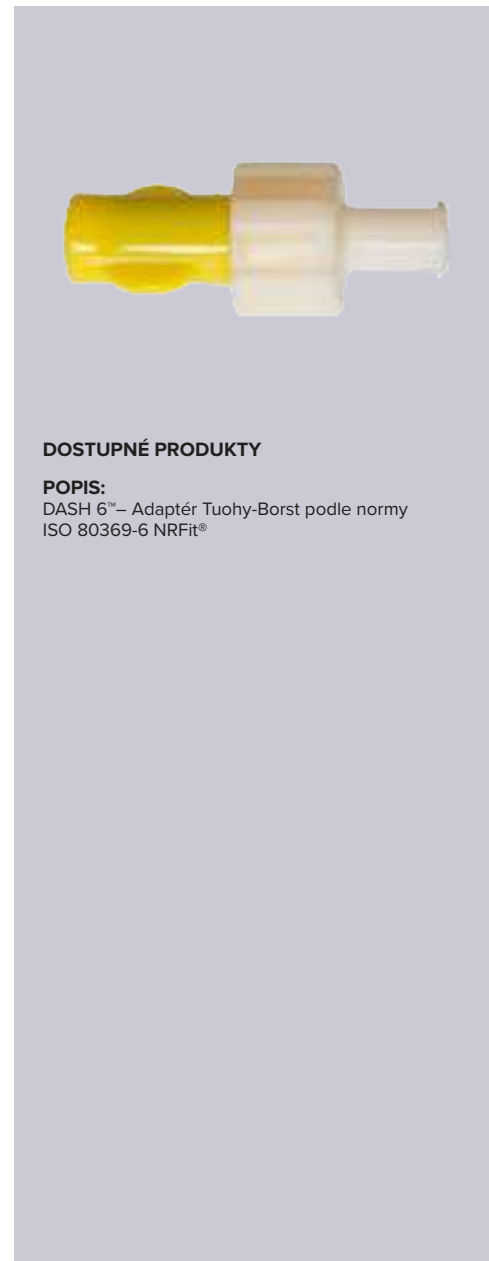 DOSTUPNÉ PRODUKTY
POPIS:
DASH 6™– Adaptér Tuohy-Borst podle normy
ISO 80369-6 NRFit®